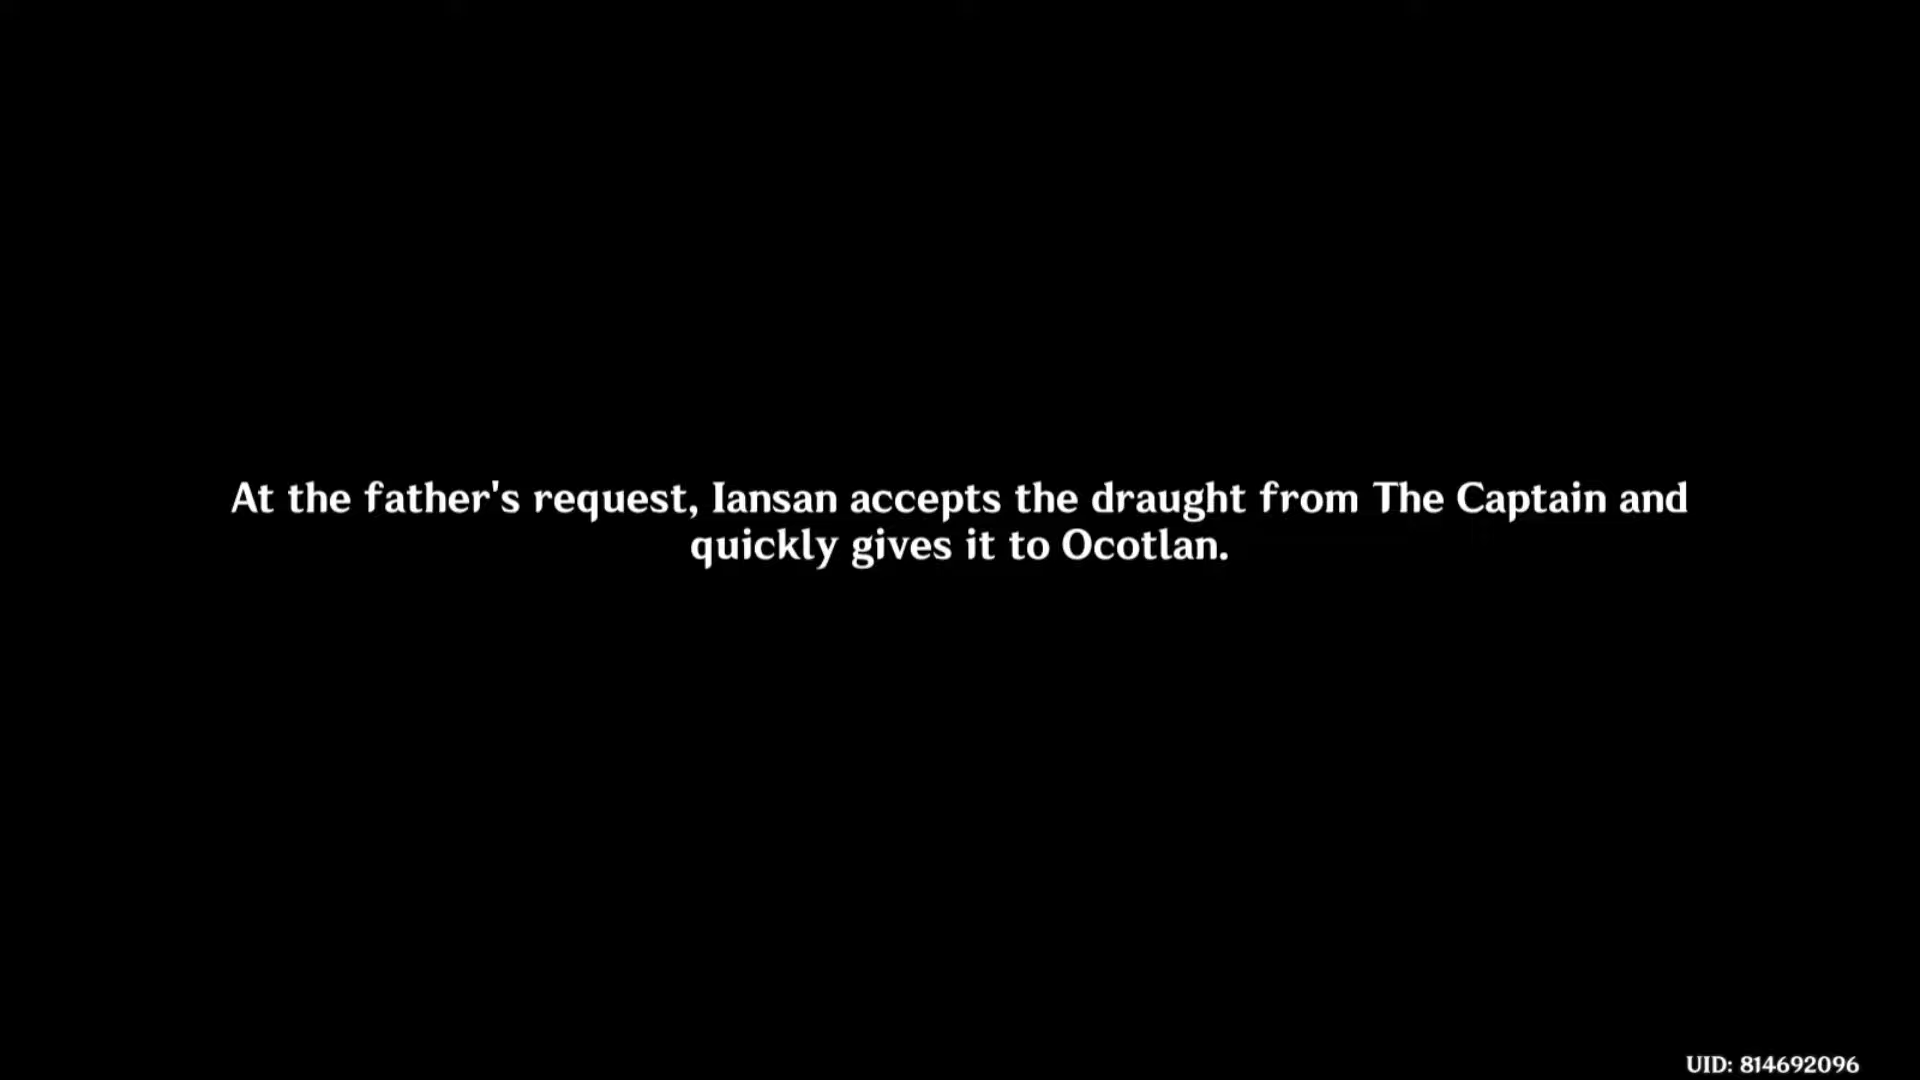 At the father's request, Iansan accepts the draught from The Captain and
quickly gives it to Ocotlan.
UID: 814692096